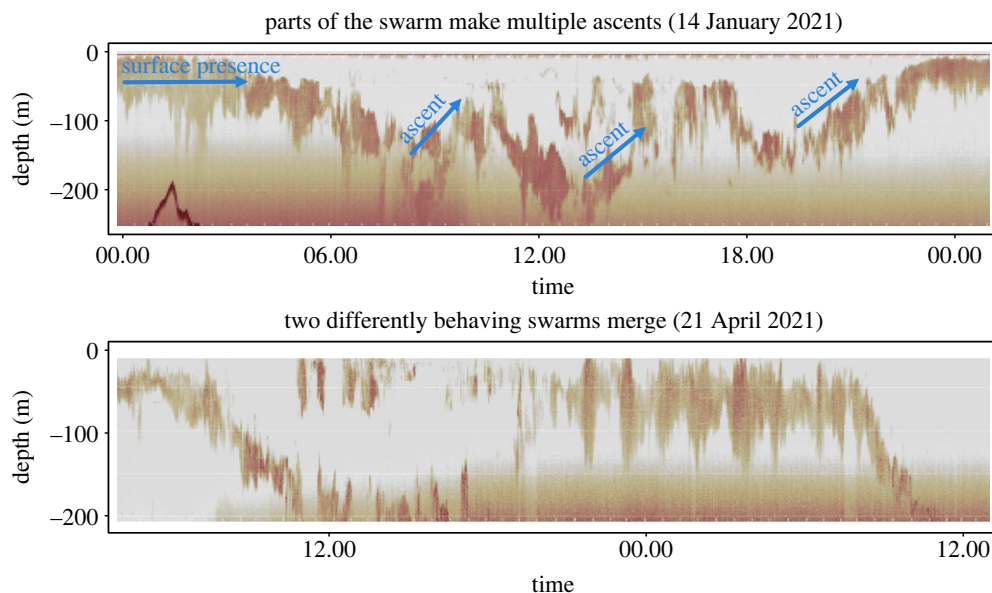 parts of the swarm make multiple ascents (14 January 2021)
0
surface presence
ascent
ascent
ascent
–100
depth (m)
–200
00.00 06.00 12.00 18.00 00.00
time
two differently behaving swarms merge (21 April 2021)
0
–100
depth (m)
–200
12.00 00.00 12.00
time